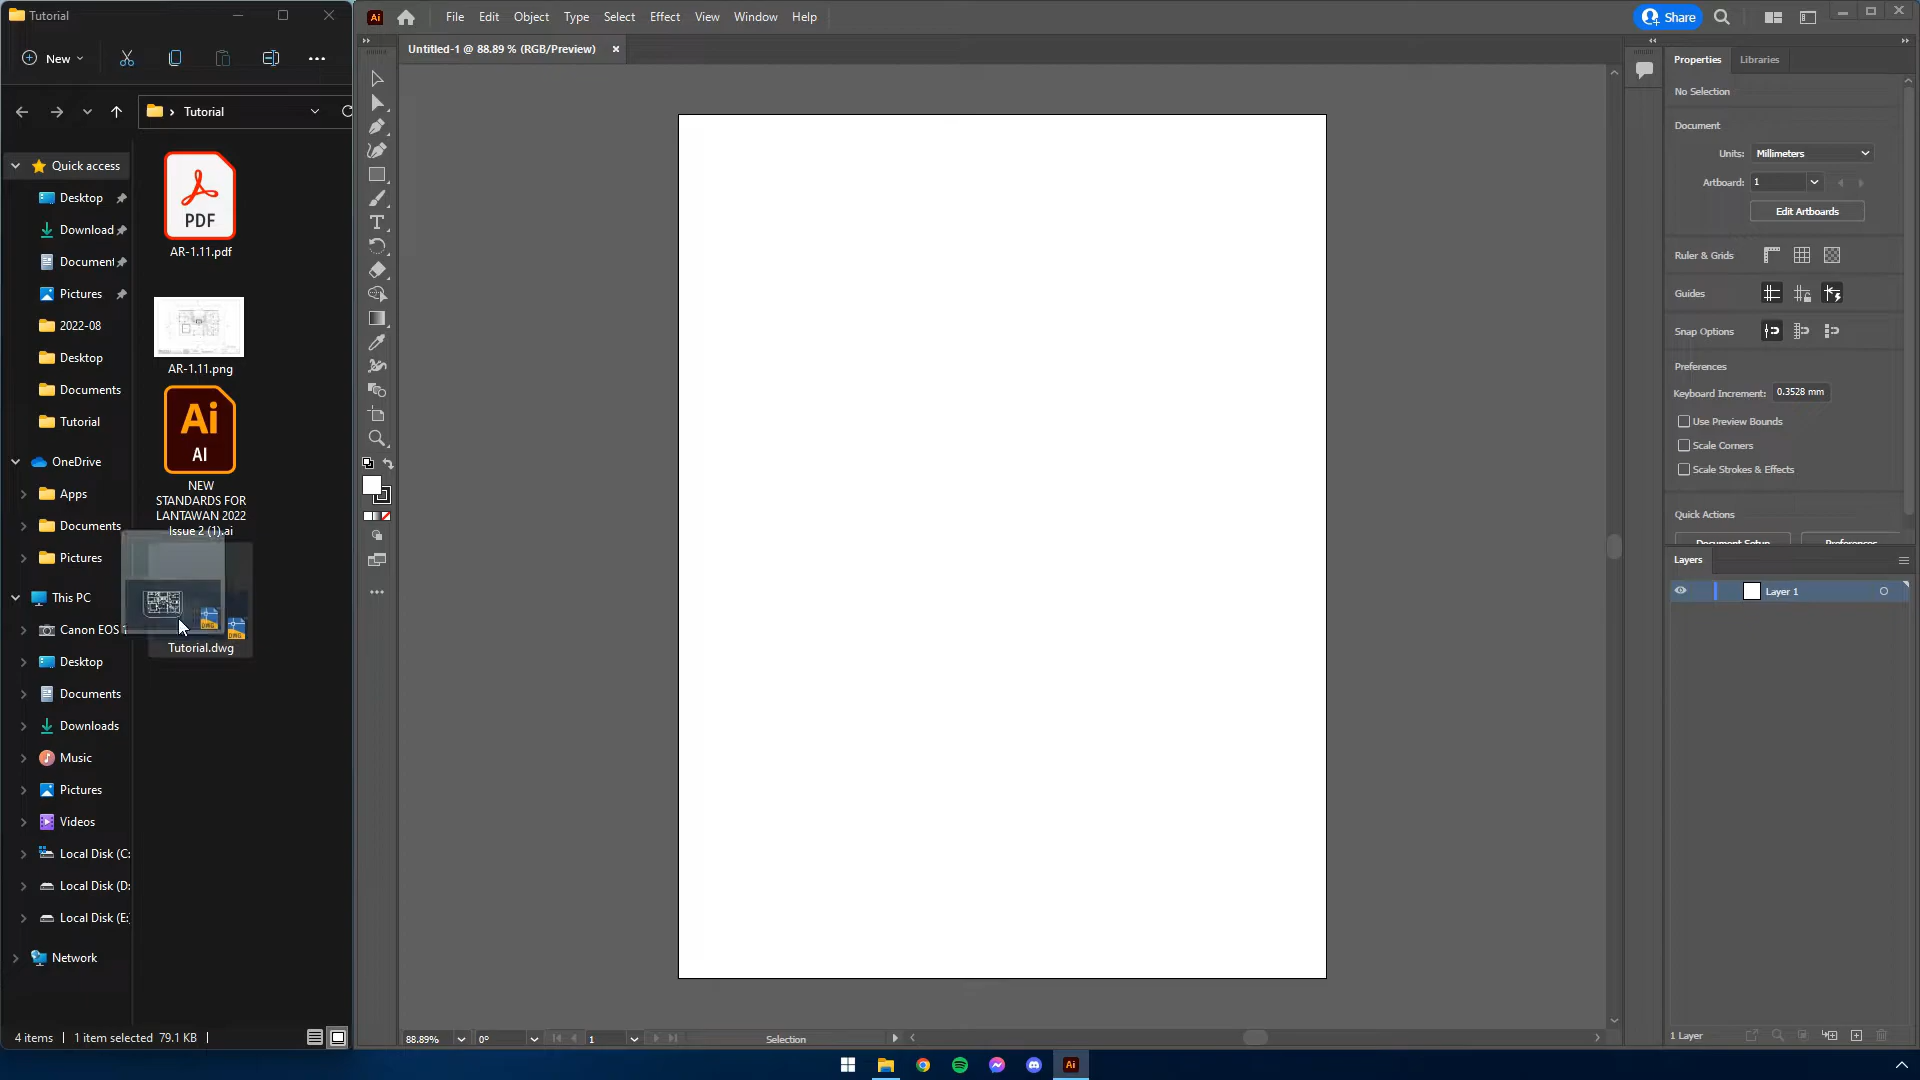 Tutorial
New
Tutorial
Quick access
Desktop
Download
Document
Pictures
2022-08
Desktop
Documents
Tutorial
OneDrive
Apps
Documents
Pictures
This PC
Canon EOS
Desktop
Documents
Downloads
Music
Pictures
Videos
Local Disk (C:
Local Disk (D:
Local Disk (E:
Network
PDF
AR-1.11.pdf
AR-1.11.png
Ai
AI
NEW
STANDARDS FOR
LANTAWAN 2022
Issue 2 (1).ai
DWG
DWG
Tutorial.dwg
4 items
1 item selected 79.1 KB
Ai
File Edit Object Type Select Effect View Window Help
Share
Untitled-1 @ 88.89 % (RGB/Preview)
T
88.89%
0°
1
Selection
Properties Libraries
No Selection
Document
Units: Millimeters
Artboard: 1
Edit Artboards
Ruler & Grids
Guides
Snap Options
Preferences
Keyboard Increment: 0.3528 mm
Use Preview Bounds
Scale Corners
Scale Strokes & Effects
Quick Actions
Document Setup Preferences
Layers
Layer 1
1 Layer
Ai